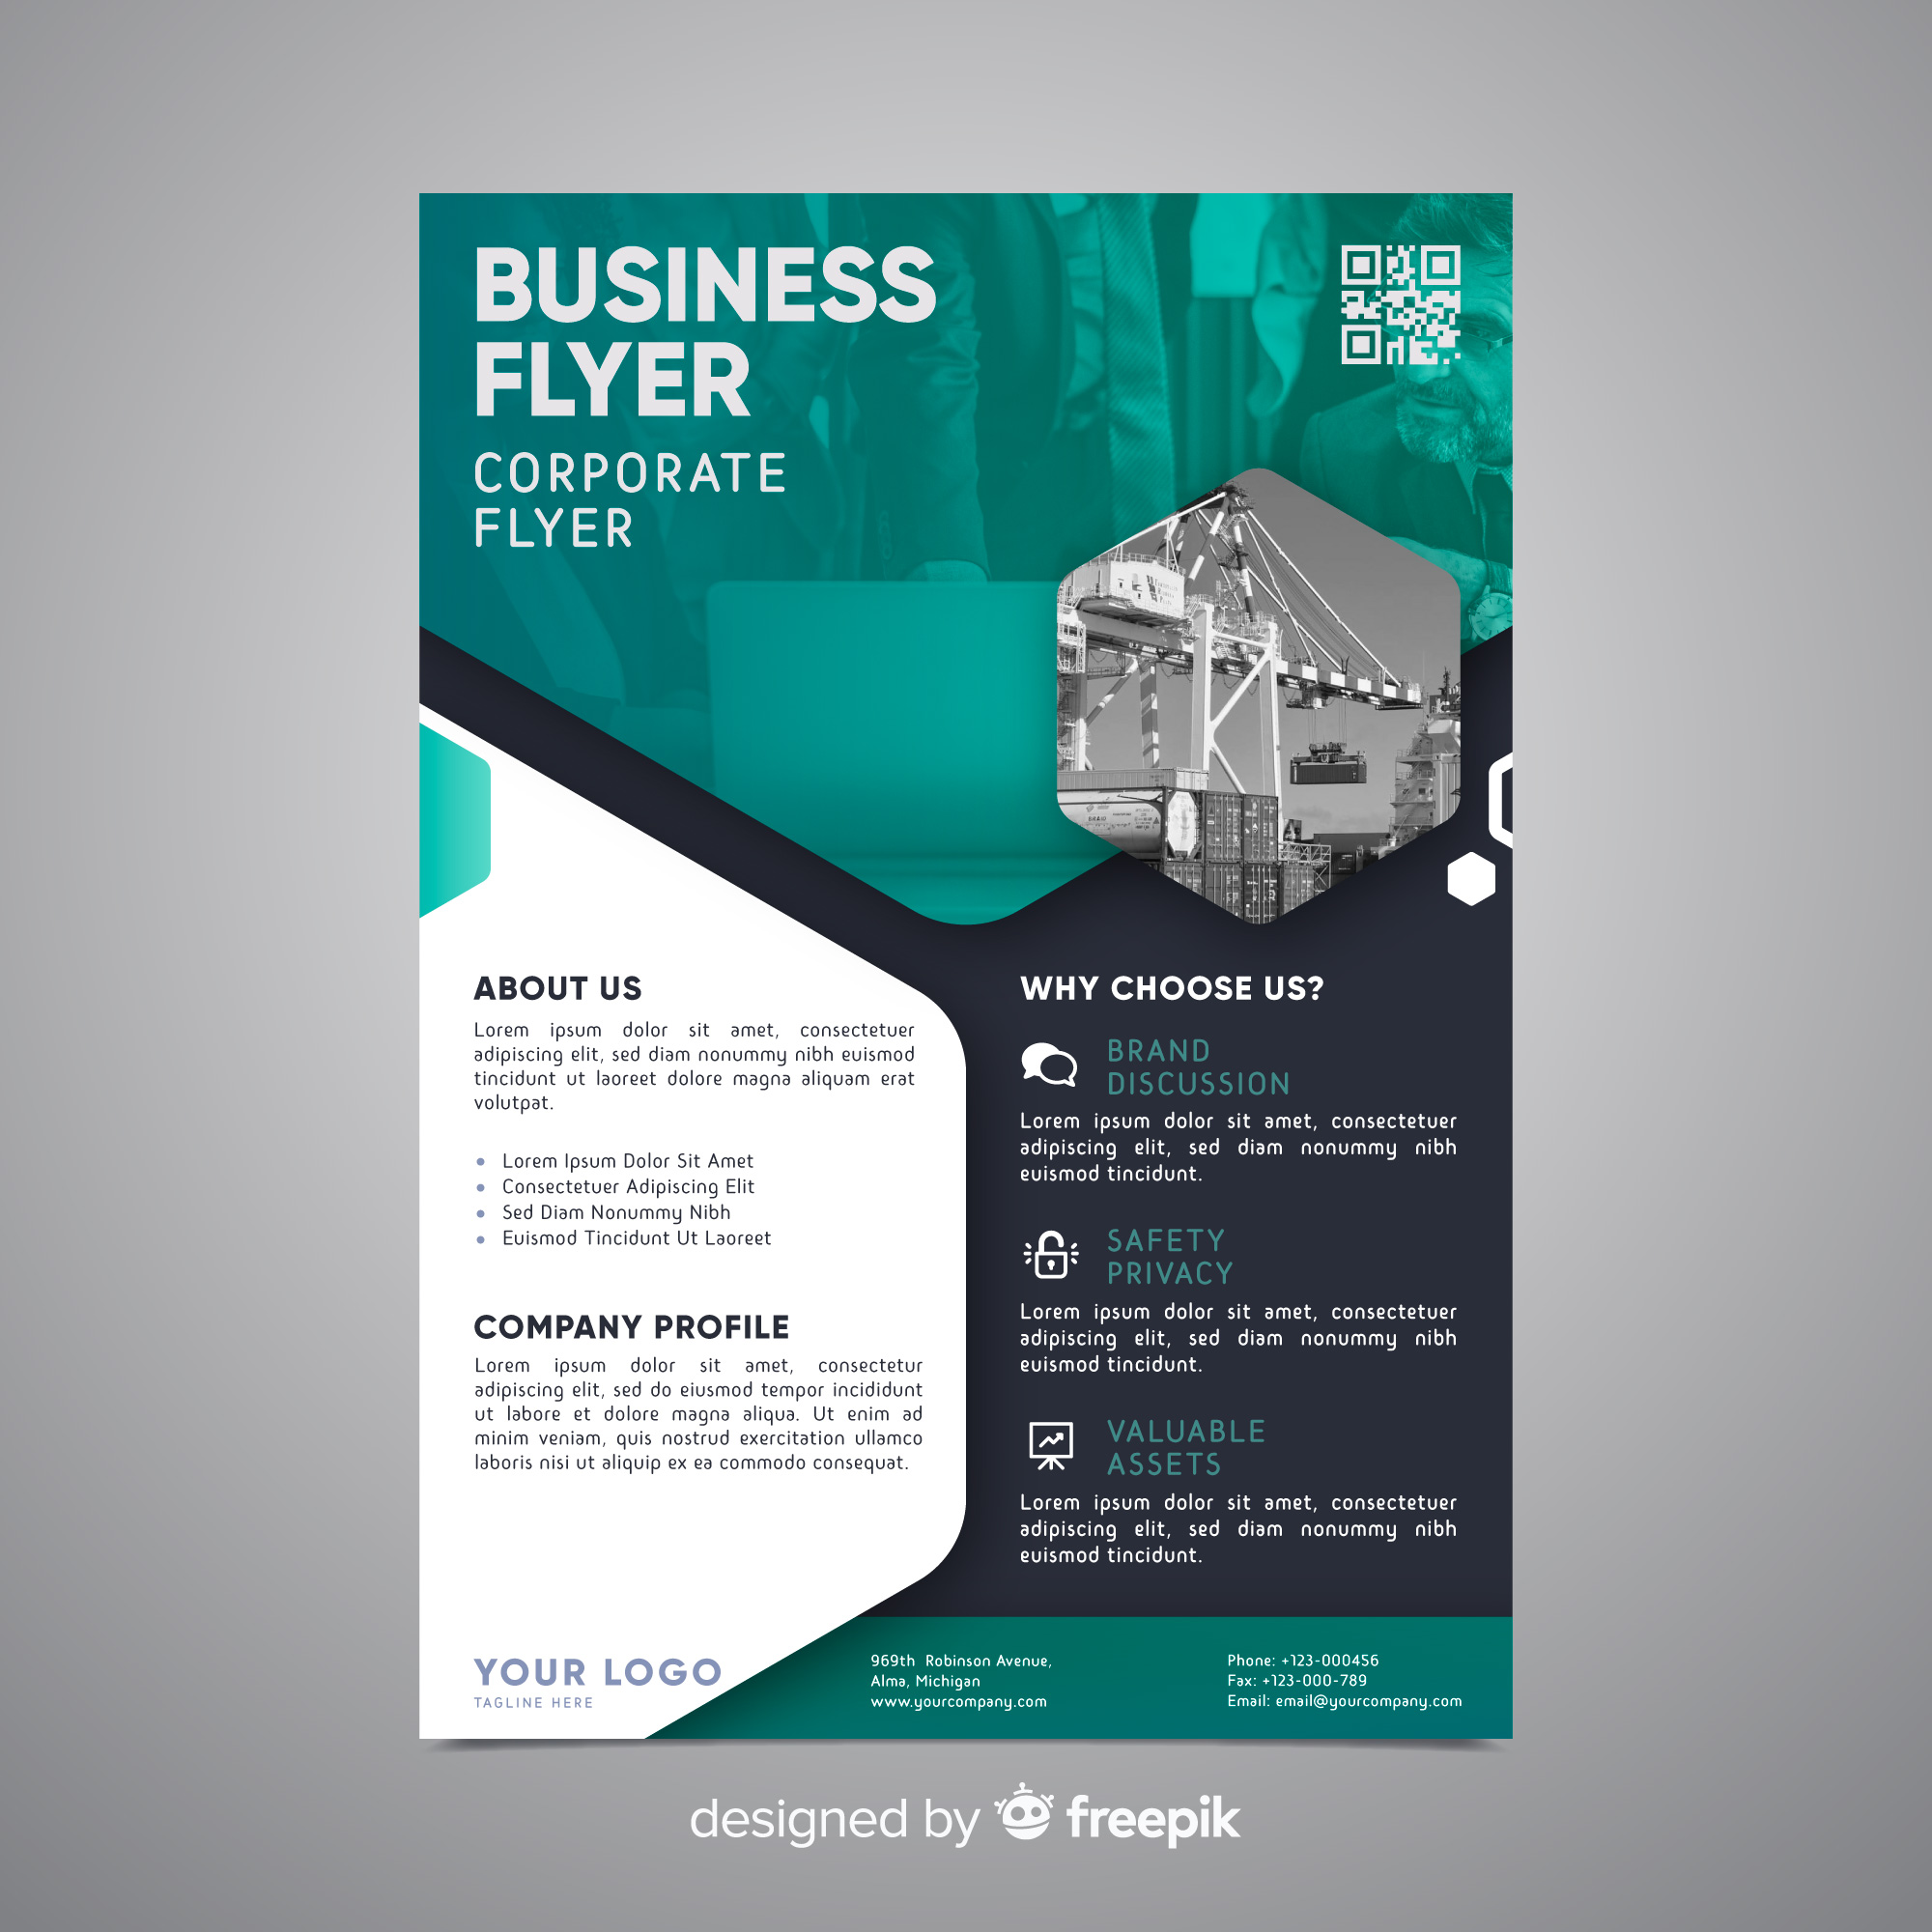 BUSINESS
FLYER
CORPORATE
FLYER
ABOUT US
Lorem ipsum dolor sit amet, consectetuer
adipiscing elit, sed diam nonummy nibh euismod
tincidunt ut laoreet dolore magna aliquam erat
volutpat.
• Lorem Ipsum Dolor Sit Amet
• Consectetuer Adipiscing Elit
• Sed Diam Nonummy Nibh
• Euismod Tincidunt Ut Laoreet
COMPANY PROFILE
Lorem ipsum dolor sit amet, consectetur
adipiscing elit, sed do eiusmod tempor incididunt
ut labore et dolore magna aliqua. Ut enim ad
minim veniam, quis nostrud exercitation ullamco
laboris nisi ut aliquip ex ea commodo consequat.
WHY CHOOSE US?
BRAND
DISCUSSION
Lorem ipsum dolor sit amet, consectetuer
adipiscing elit, sed diam nonummy nibh
euismod tincidunt.
SAFETY
PRIVACY
Lorem ipsum dolor sit amet, consectetuer
adipiscing elit, sed diam nonummy nibh
euismod tincidunt.
VALUABLE
ASSETS
Lorem ipsum dolor sit amet, consectetuer
adipiscing elit, sed diam nonummy nibh
euismod tincidunt.
YOUR LOGO
TAGLINE HERE
969th Robinson Avenue,
Alma, Michigan
www.yourcompany.com
Phone: +123-000456
Fax: +123-000-789
Email: email@yourcompany.com
designed by freepik